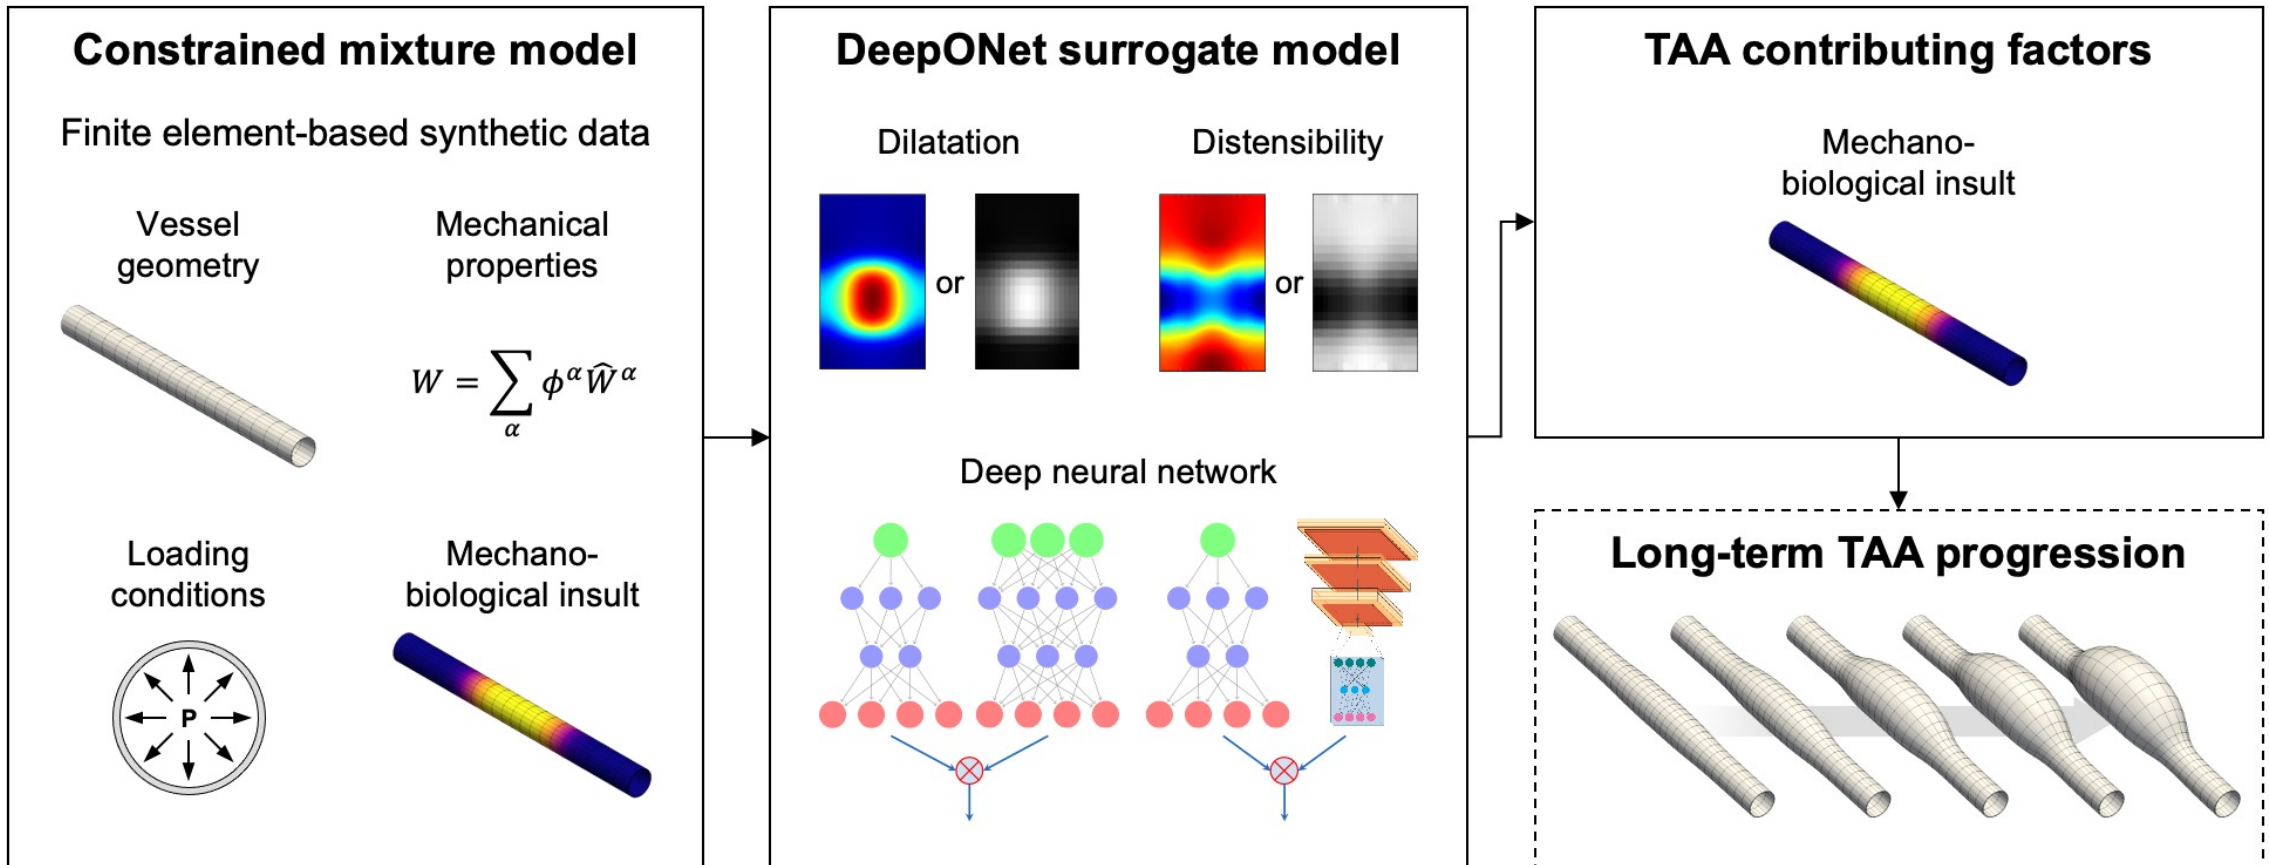 Constrained mixture model
Finite element-based synthetic data
Vessel
geometry
Mechanical
properties
W = ∑_α ϕ^α Ŵ^α
Loading
conditions
P
Mechano-
biological insult
DeepONet surrogate model
Dilatation
or
Distensibility
or
Deep neural network
TAA contributing factors
Mechano-
biological insult
Long-term TAA progression